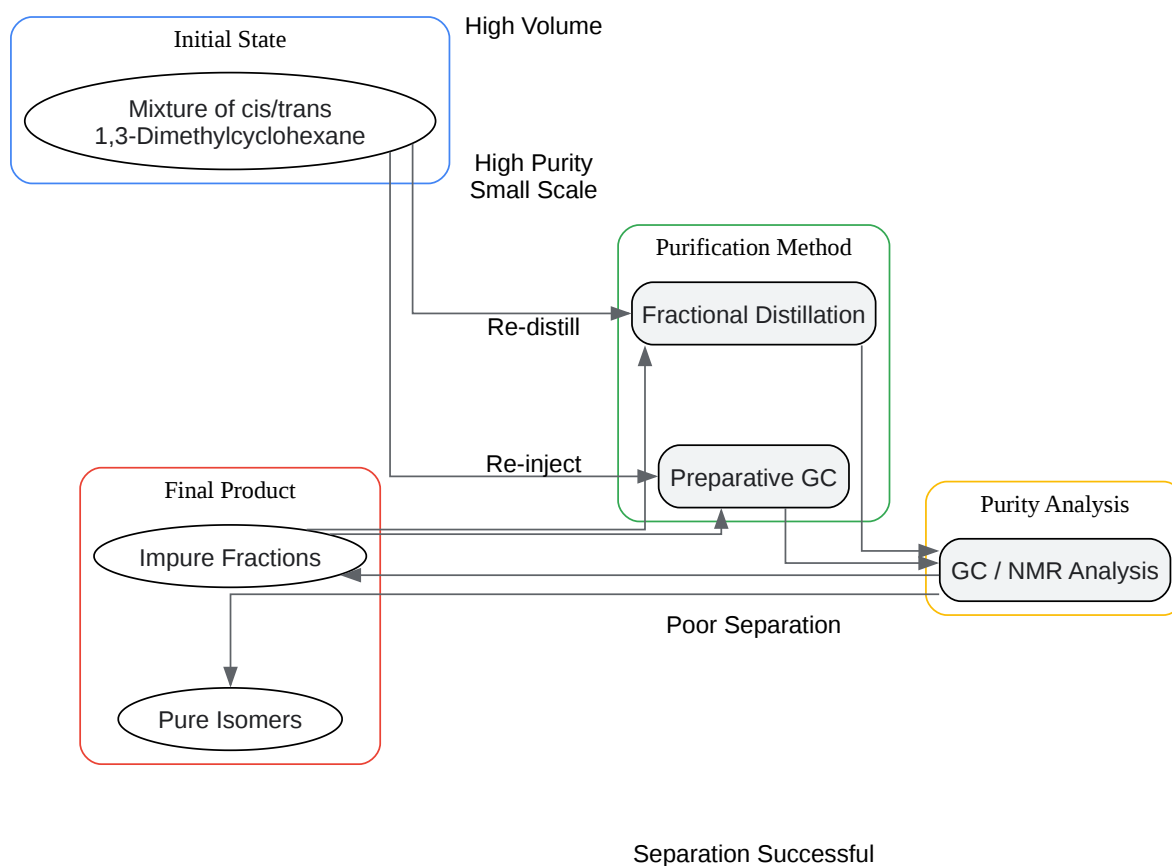 High Volume
Initial State
Mixture of cis/trans
1,3-Dimethylcyclohexane
High Purity
Small Scale
Purification Method
Fractional Distillation
Re-distill
Re-inject
Preparative GC
Final Product
Purity Analysis
Impure Fractions
GC / NMR Analysis
Poor Separation
Pure Isomers
Separation Successful